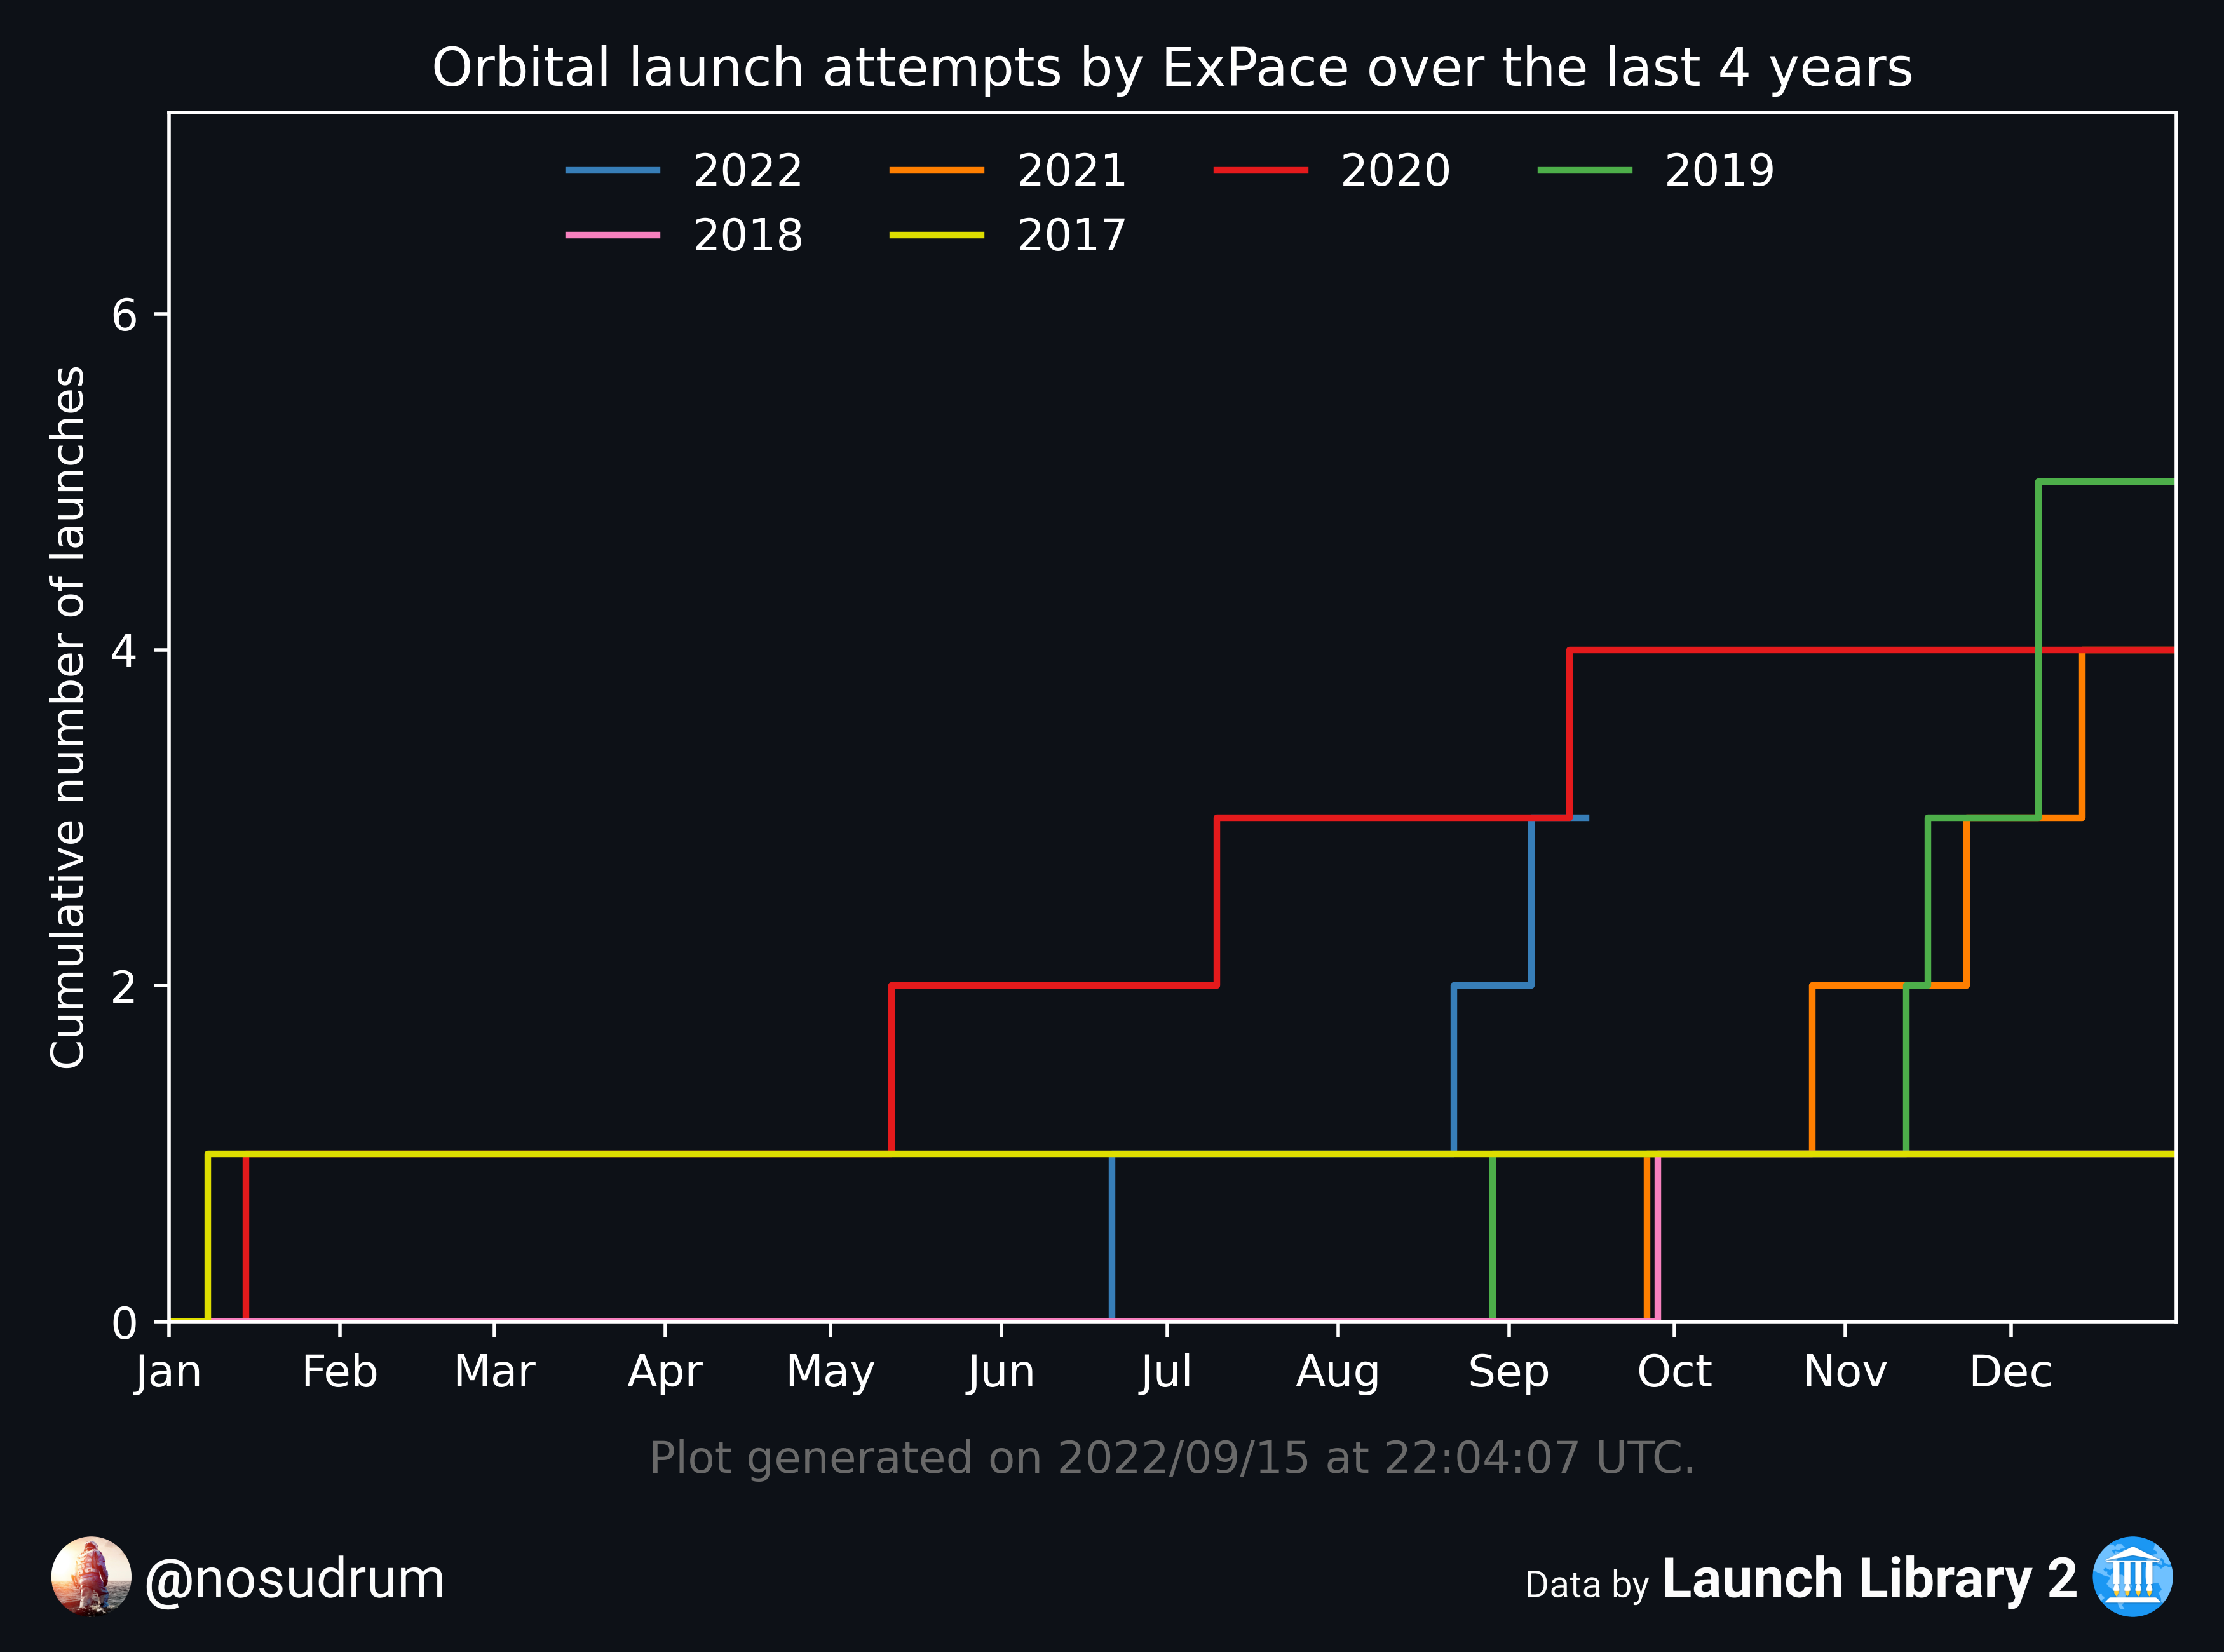 Orbital launch attempts by ExPace over the last 4 years
2022 2021 2020 2019
2018 2017
Cumulative number of launches
6
4
2
0
Jan Feb Mar Apr May Jun Jul Aug Sep Oct Nov Dec
Plot generated on 2022/09/15 at 22:04:07 UTC.
@nosudrum
Data by Launch Library 2